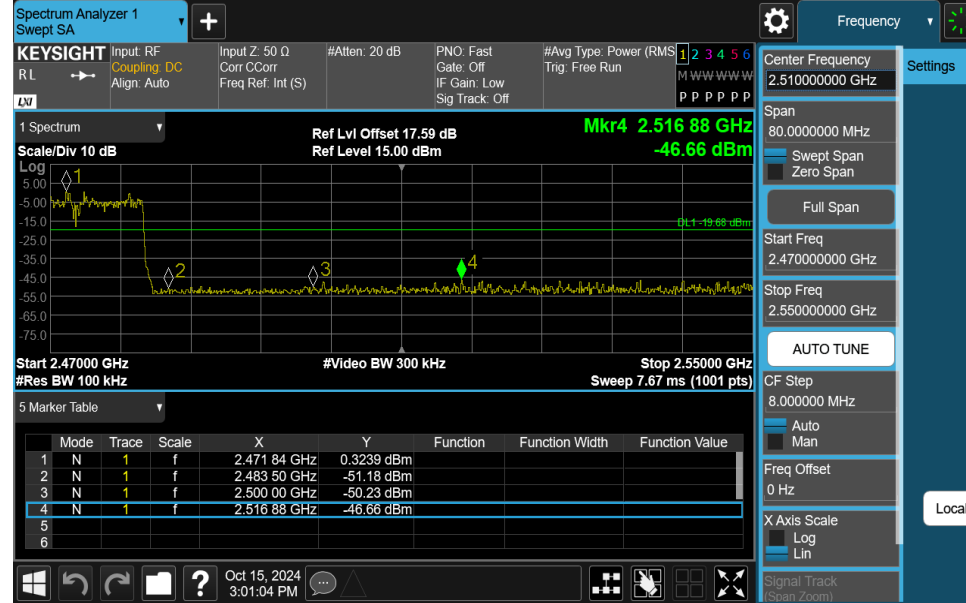 Spectrum Analyzer 1
Swept SA
+
Frequency
KEYSIGHT
RL
LXI
Input: RF
Coupling: DC
Align: Auto
Input Z: 50 Ω
Corr CCorr
Freq Ref: Int (S)
#Atten: 20 dB
PNO: Fast
Gate: Off
IF Gain: Low
Sig Track: Off
#Avg Type: Power (RMS
Trig: Free Run
1 2 3 4 5 6
M W W W W W
P P P P P P
1 Spectrum
Scale/Div 10 dB
Ref Lvl Offset 17.59 dB
Ref Level 15.00 dBm
Mkr4 2.516 88 GHz
-46.66 dBm
Log
5.00
-5.00
-15.0
-25.0
-35.0
-45.0
-55.0
-65.0
-75.0
1
2
3
4
DL1 -19.68 dBm
Start 2.47000 GHz
#Video BW 300 kHz
Stop 2.55000 GHz
#Res BW 100 kHz
Sweep 7.67 ms (1001 pts)
5 Marker Table
Mode Trace Scale X Y Function Function Width Function Value
1 N 1 f 2.471 84 GHz 0.3239 dBm
2 N 1 f 2.483 50 GHz -51.18 dBm
3 N 1 f 2.500 00 GHz -50.23 dBm
4 N 1 f 2.516 88 GHz -46.66 dBm
5
6
?
Oct 15, 2024
3:01:04 PM
Center Frequency
2.510000000 GHz
Settings
Span
80.0000000 MHz
Swept Span
Zero Span
Full Span
Start Freq
2.470000000 GHz
Stop Freq
2.550000000 GHz
AUTO TUNE
CF Step
8.000000 MHz
Auto
Man
Freq Offset
0 Hz
X Axis Scale
Log
Lin
Local
Signal Track
(Span Zoom)